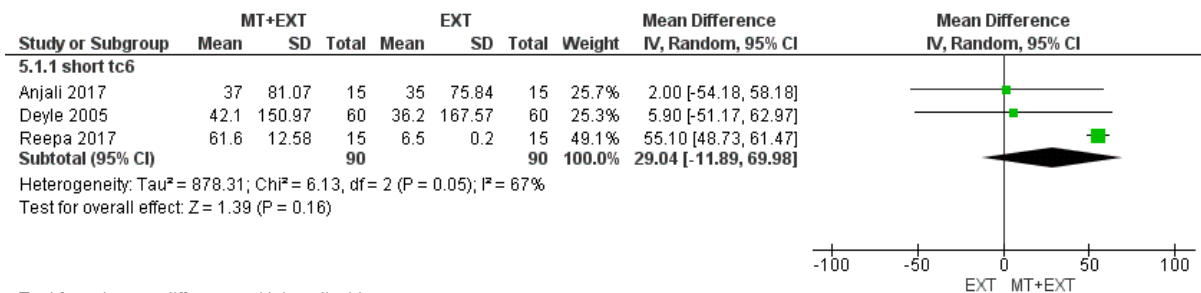 MT+EXT EXT Mean Difference Mean Difference
Study or Subgroup Mean SD Total Mean SD Total Weight IV, Random, 95% CI IV, Random, 95% CI
5.1.1 short tc6
Anjali 2017 37 81.07 15 35 75.84 15 25.7% 2.00 [-54.18, 58.18]
Deyle 2005 42.1 150.97 60 36.2 167.57 60 25.3% 5.90 [-51.17, 62.97]
Reepa 2017 61.6 12.58 15 6.5 0.2 15 49.1% 55.10 [48.73, 61.47]
Subtotal (95% CI) 90 90 100.0% 29.04 [-11.89, 69.98]
Heterogeneity: Tau² = 878.31; Chi² = 6.13, df = 2 (P = 0.05); I² = 67%
Test for overall effect: Z = 1.39 (P = 0.16)
-100 -50 0 50 100
EXT MT+EXT